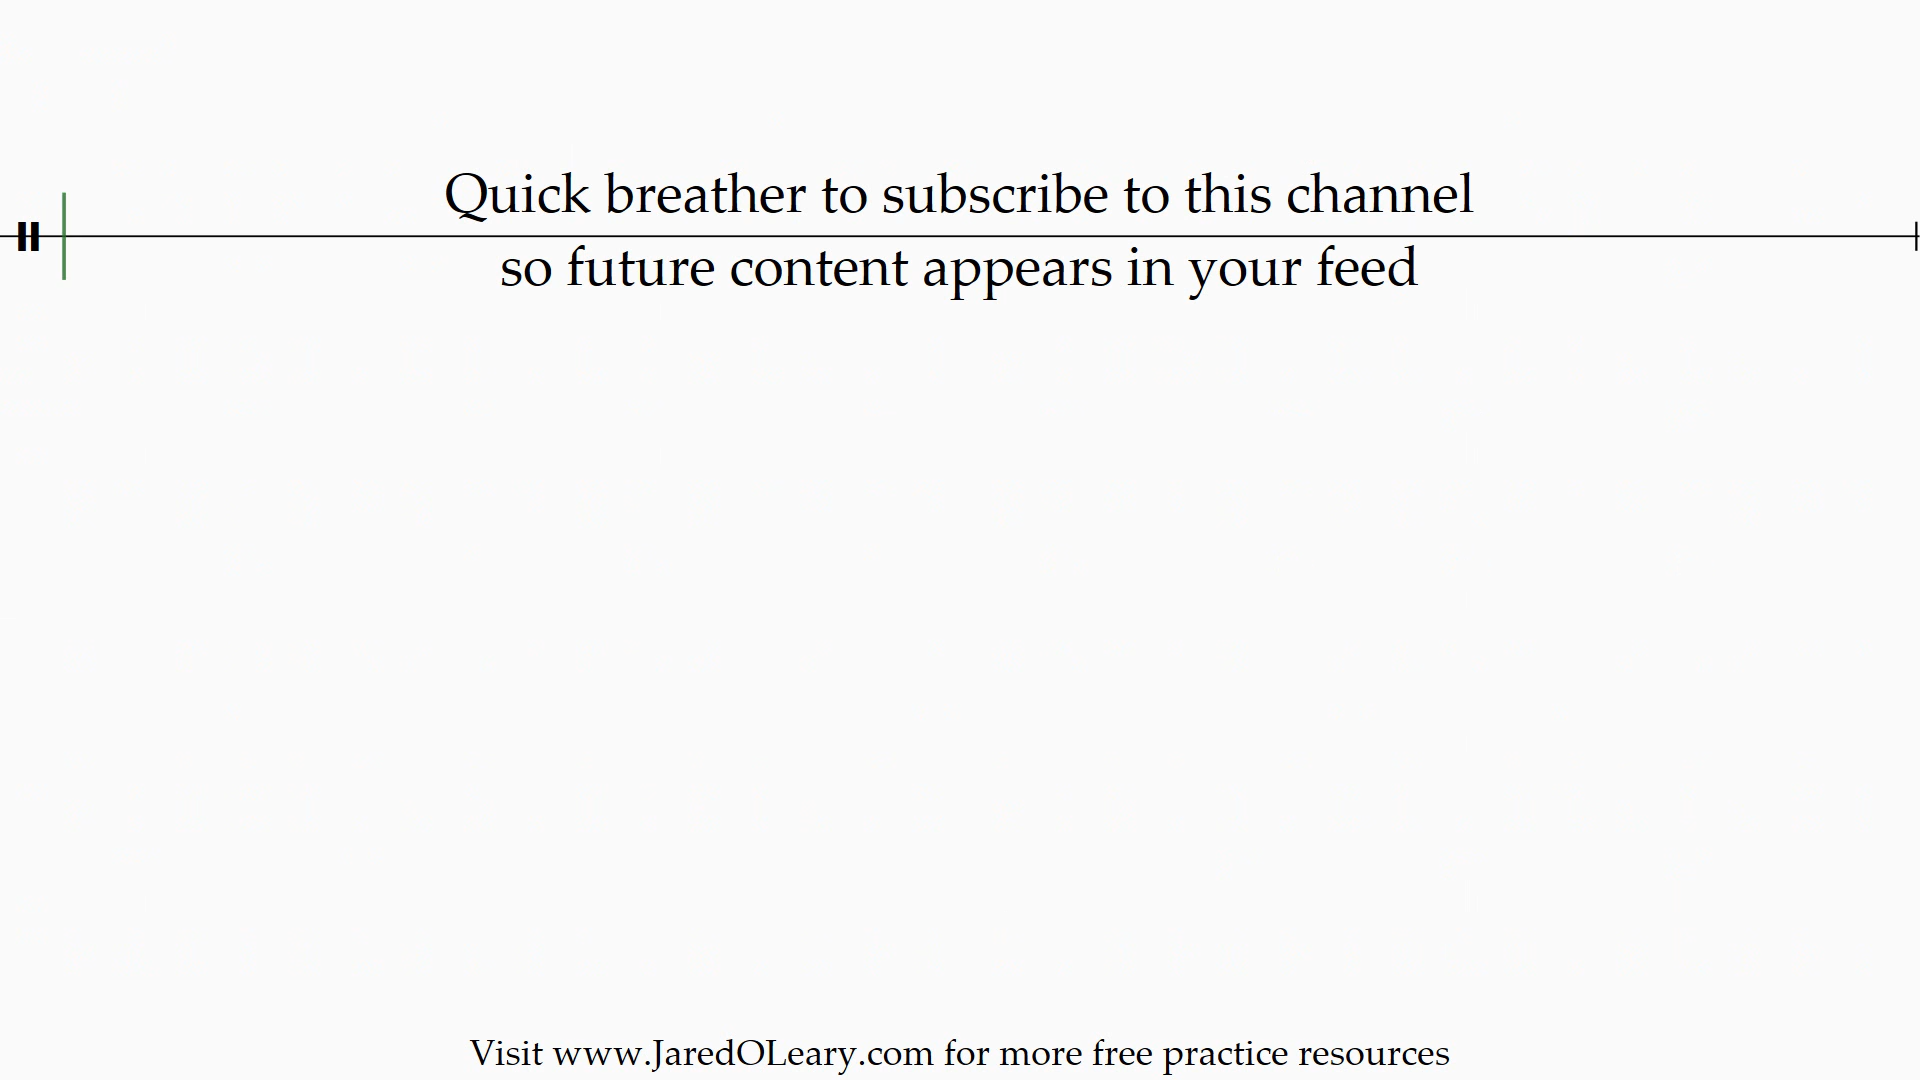 Quick breather to subscribe to this channel
so future content appears in your feed
Visit www.JaredOLeary.com for more free practice resources